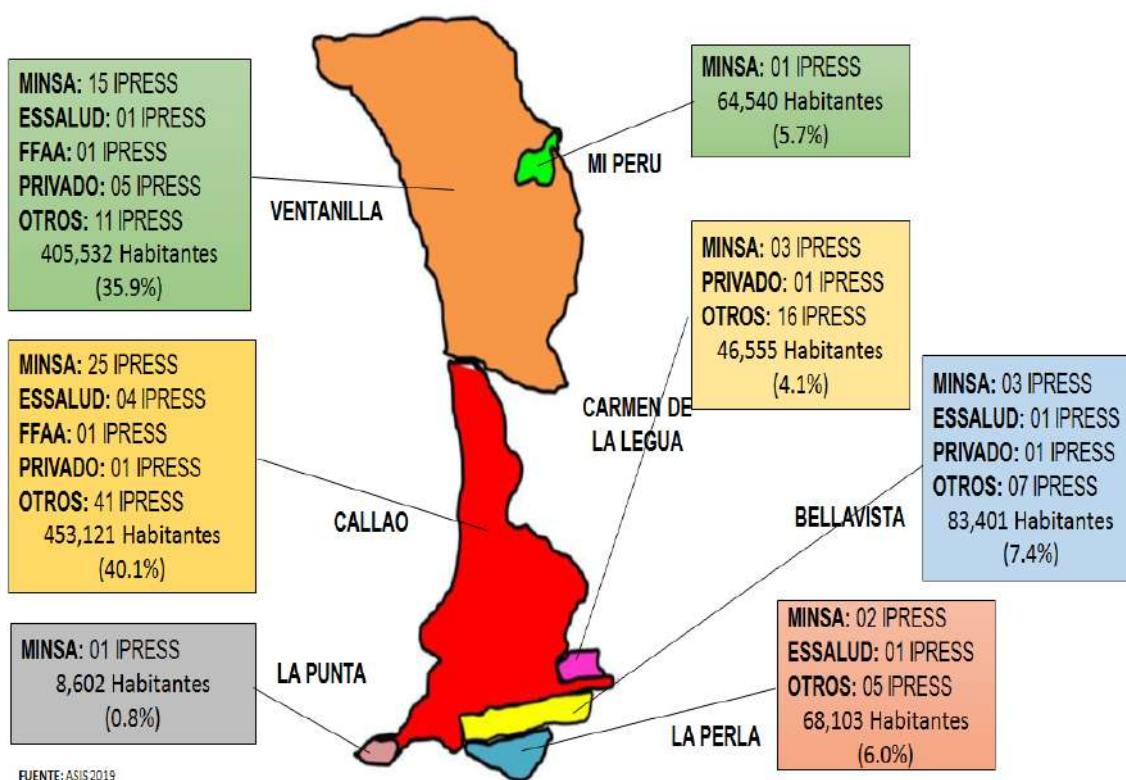 MINSA: 15 IPRESS
ESSALUD: 01 IPRESS
FFAA: 01 IPRESS
PRIVADO: 05 IPRESS
OTROS: 11 IPRESS
405,532 Habitantes
(35.9%)
VENTANILLA
MINSA: 01 IPRESS
64,540 Habitantes
(5.7%)
MI PERU
MINSA: 03 IPRESS
PRIVADO: 01 IPRESS
OTROS: 16 IPRESS
46,555 Habitantes
(4.1%)
CARMEN DE
LA LEGUA
MINSA: 25 IPRESS
ESSALUD: 04 IPRESS
FFAA: 01 IPRESS
PRIVADO: 01 IPRESS
OTROS: 41 IPRESS
453,121 Habitantes
(40.1%)
CALLAO
MINSA: 03 IPRESS
ESSALUD: 01 IPRESS
PRIVADO: 01 IPRESS
OTROS: 07 IPRESS
83,401 Habitantes
(7.4%)
BELLAVISTA
MINSA: 01 IPRESS
8,602 Habitantes
(0.8%)
LA PUNTA
MINSA: 02 IPRESS
ESSALUD: 01 IPRESS
OTROS: 05 IPRESS
68,103 Habitantes
(6.0%)
LA PERLA
FUENTE: ASIS 2019